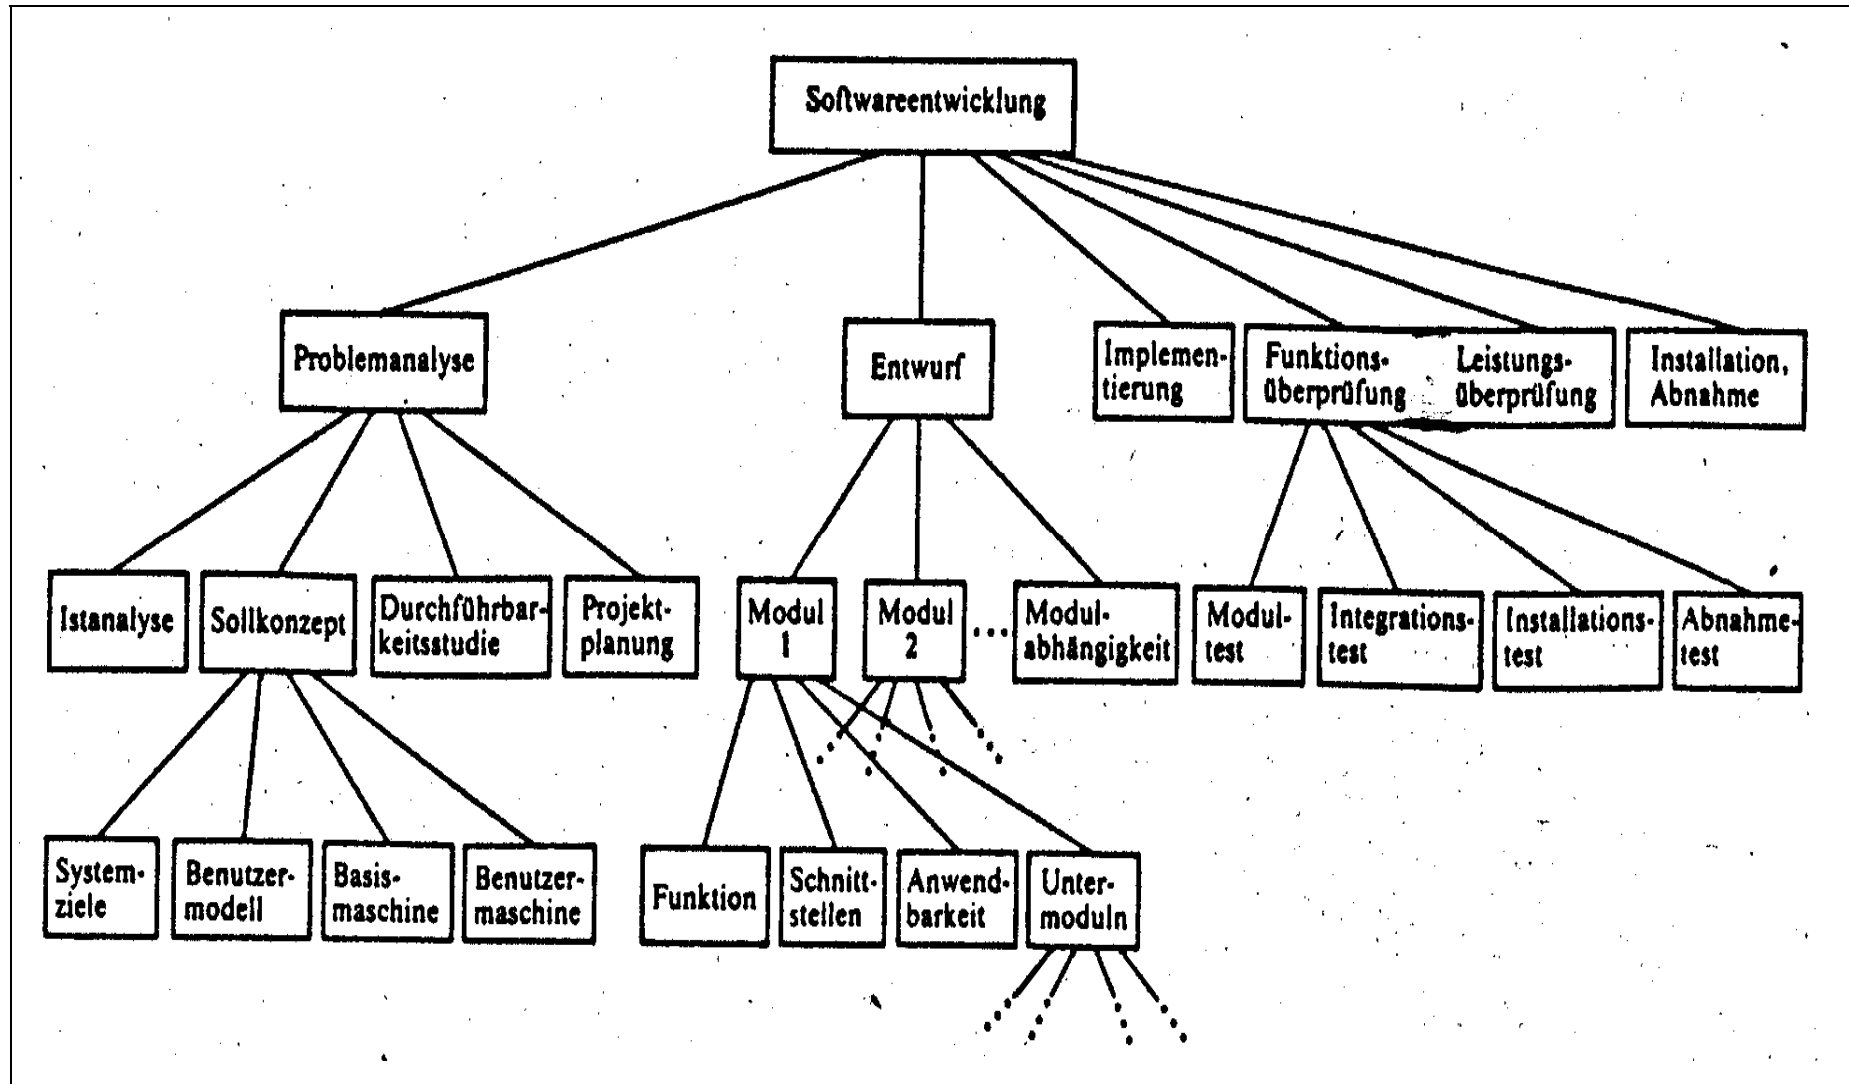 Softwareentwicklung
Problemanalyse
Entwurf
Implemen-
tierung
Funktions-
überprüfung
Leistungs-
überprüfung
Installation,
Abnahme
Istanalyse
Sollkonzept
Durchführbar-
keitsstudie
Projekt-
planung
Modul
1
Modul
2
...
Modul-
abhängigkeit
Modul-
test
Integrations-
test
Installations-
test
Abnahme-
test
System-
ziele
Benutzer-
modell
Basis-
maschine
Benutzer-
maschine
Funktion
Schnitt-
stellen
Anwend-
barkeit
Unter-
moduln